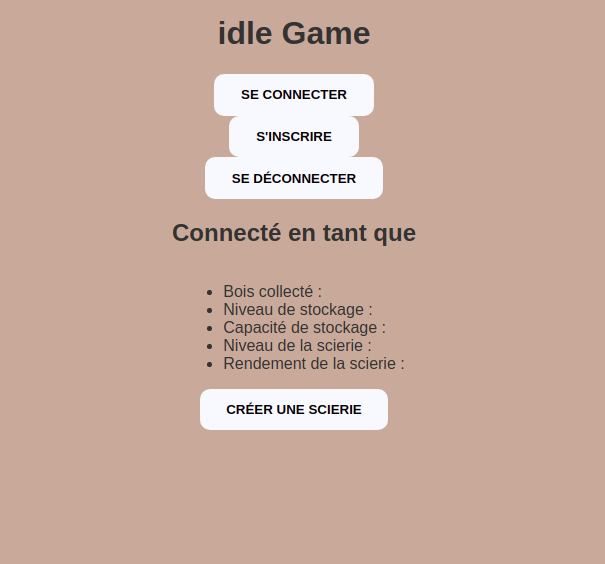 idle Game
SE CONNECTER
S'INSCRIRE
SE DÉCONNECTER
Connecté en tant que
Bois collecté :
Niveau de stockage :
Capacité de stockage :
Niveau de la scierie :
Rendement de la scierie :
CRÉER UNE SCIERIE